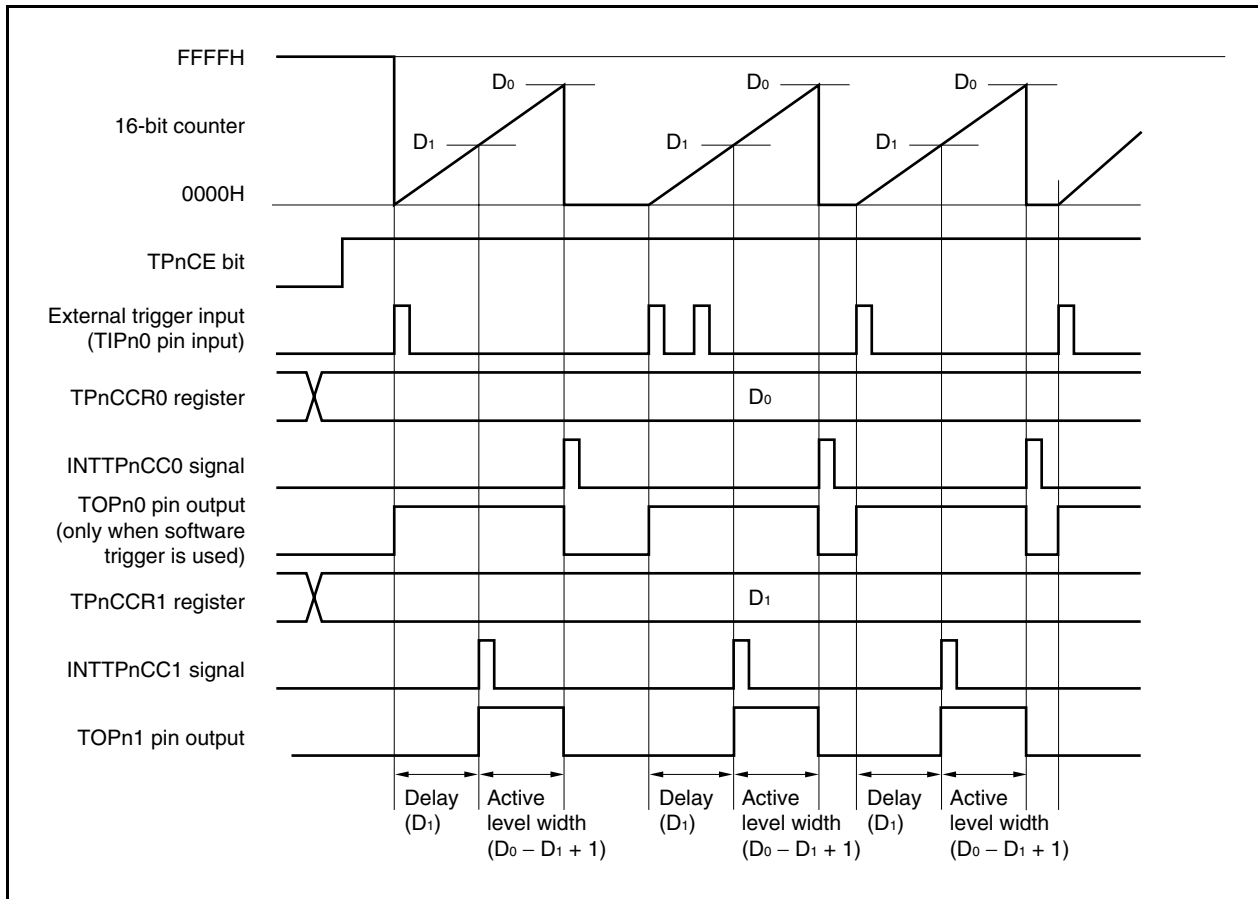 FFFFH
D0
D0
D0
16-bit counter
D1
D1
D1
0000H
TPnCE bit
External trigger input
(TIPn0 pin input)
TPnCCR0 register
D0
INTTPnCC0 signal
TOPn0 pin output
(only when software
trigger is used)
TPnCCR1 register
D1
INTTPnCC1 signal
TOPn1 pin output
Delay
(D1)
Active
level width
(D0 − D1 + 1)
Delay
(D1)
Active
level width
(D0 − D1 + 1)
Delay
(D1)
Active
level width
(D0 − D1 + 1)